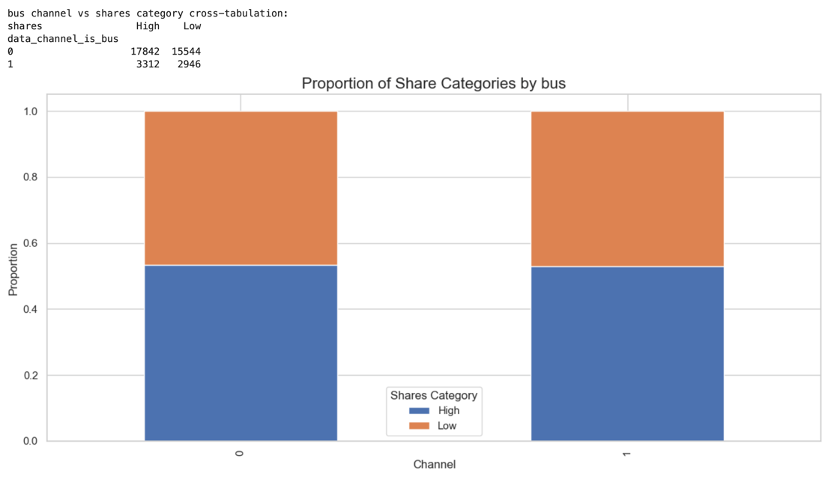 bus channel vs shares category cross-tabulation:
shares High Low
data_channel_is_bus
0 17842 15544
1 3312 2946
Proportion of Share Categories by bus
1.0
0.8
0.6
0.4
0.2
0.0
Proportion
Shares Category
High
Low
0
1
Channel